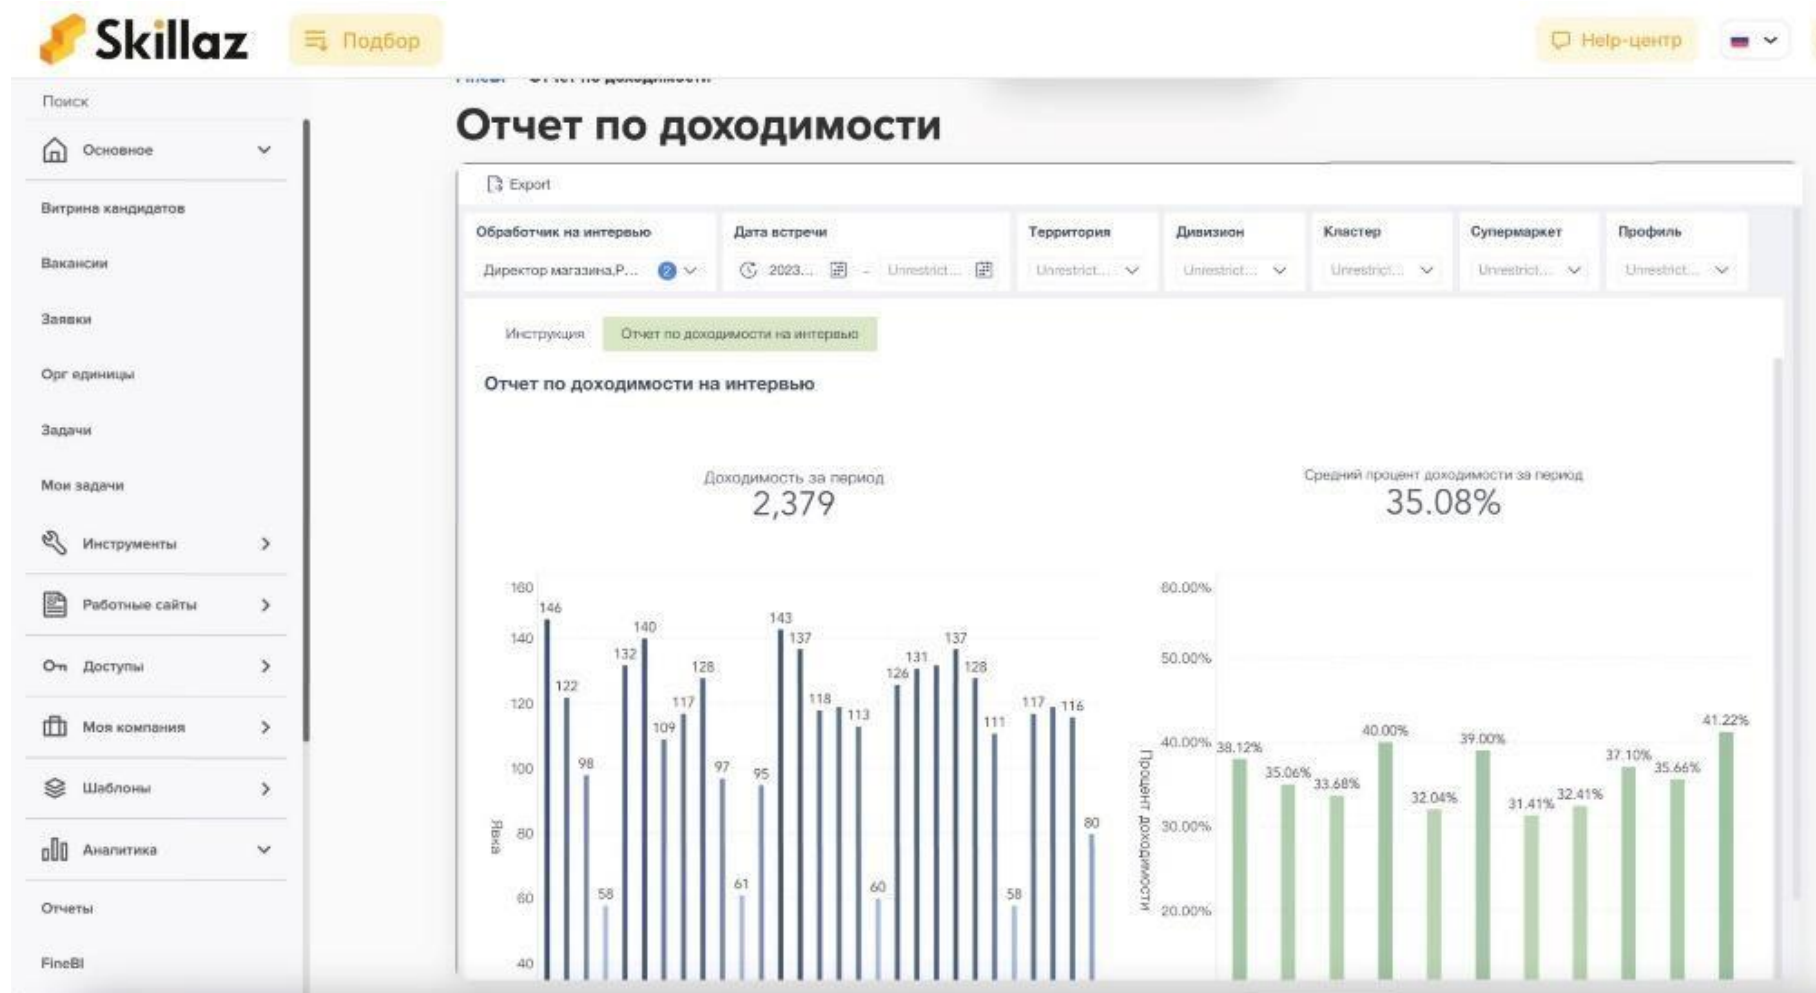 Skillaz
Подбор
Help-центр
Поиск
Основное
Витрина кандидатов
Вакансии
Заявки
Орг единицы
Задачи
Мои задачи
Инструменты
Работные сайты
Доступы
Моя компания
Шаблоны
Аналитика
Отчеты
FineBI
FineBI Отчет по доходимости
Отчет по доходимости
Export
Обработчик на интервью Дата встречи Территория Дивизион Кластер Супермаркет Профиль
Директор магазина,Р... 2 2023... - Unrestrict... Unrestrict... Unrestrict... Unrestrict... Unrestrict... Unrestrict...
Инструкция Отчет по доходимости на интервью
Отчет по доходимости на интервью
Доходимость за период
2,379
Явка
160
140
120
100
80
60
40
146 122 98 58 132 140 109 117 128 97 61 95 143 137 118 113 60 126 131 137 128 111 58 117 116 80
Средний процент доходимости за период
35.08%
Процент доходимости
60.00%
50.00%
40.00%
30.00%
20.00%
38.12% 35.06% 33.68% 40.00% 32.04% 39.00% 31.41% 32.41% 37.10% 35.66% 41.22%